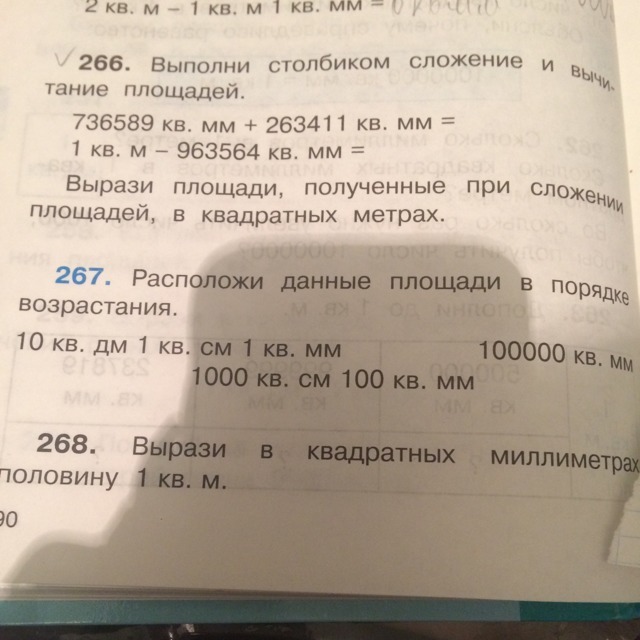 2 кв. м – 1 кв. м 1 кв. мм =
266. Выполни столбиком сложение и вычи-
тание площадей.
736589 кв. мм + 263411 кв. мм =
1 кв. м – 963564 кв. мм =
Вырази площади, полученные при сложении
площадей, в квадратных метрах.
267. Расположи данные площади в порядке
возрастания.
10 кв. дм 1 кв. см 1 кв. мм 100000 кв. мм
1000 кв. см 100 кв. мм
268. Вырази в квадратных миллиметрах
половину 1 кв. м.
90